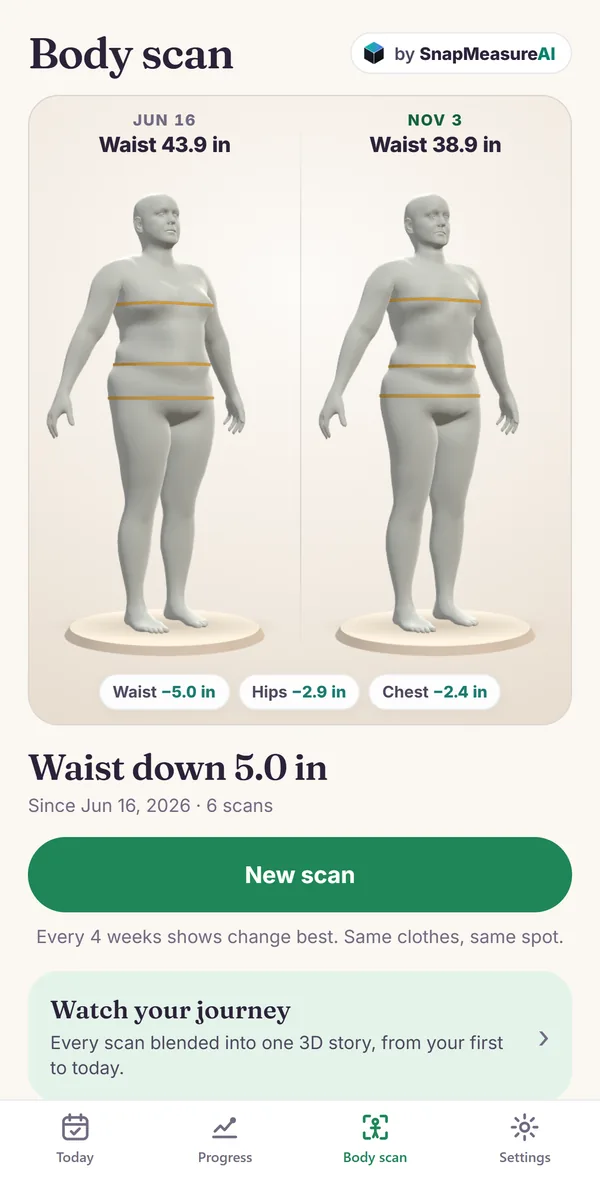 Body scan
by SnapMeasureAI
JUN 16
Waist 43.9 in
NOV 3
Waist 38.9 in
Waist −5.0 in
Hips −2.9 in
Chest −2.4 in
Waist down 5.0 in
Since Jun 16, 2026 · 6 scans
New scan
Every 4 weeks shows change best. Same clothes, same spot.
Watch your journey
Every scan blended into one 3D story, from your first
to today.
Today
Progress
Body scan
Settings